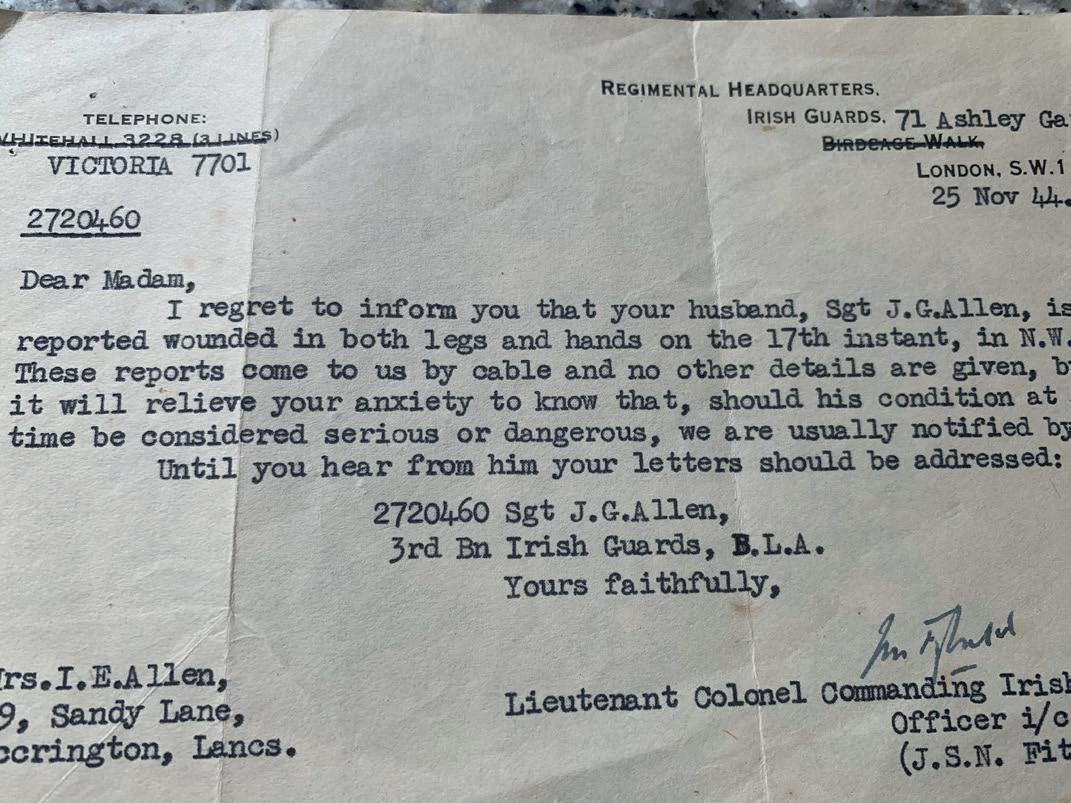 TELEPHONE:
WHITEHALL 3228 (3 LINES)
VICTORIA 7701
2720460
REGIMENTAL HEADQUARTERS,
IRISH GUARDS, 71 Ashley Ga
BIRDCAGE WALK,
LONDON, S.W.1
25 Nov 44.
Dear Madam,
I regret to inform you that your husband, Sgt J.G.Allen, is
reported wounded in both legs and hands on the 17th instant, in N.W.
These reports come to us by cable and no other details are given, b
it will relieve your anxiety to know that, should his condition at
time be considered serious or dangerous, we are usually notified by
Until you hear from him your letters should be addressed:
2720460 Sgt J.G.Allen,
3rd Bn Irish Guards, B.L.A.
Yours faithfully,
Lieutenant Colonel Commanding Irish
Officer i/c
(J.S.N. Fit
rs.I.E.Allen,
9, Sandy Lane,
ccrington, Lancs.